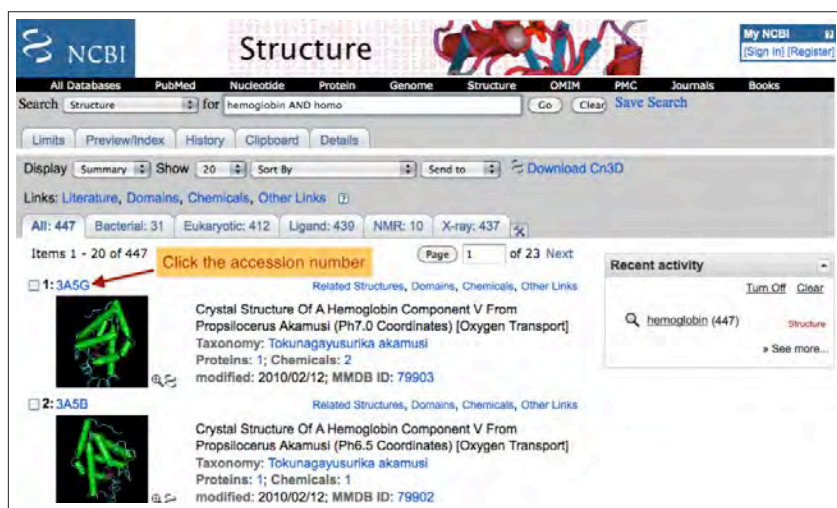 NCBI
Structure
My NCBI
[Sign In] [Register]
All Databases PubMed Nucleotide Protein Genome Structure OMIM PMC Journals Books
Search Structure for hemoglobin AND homo Go Clear Save Search
Limits Preview/Index History Clipboard Details
Display Summary Show 20 Sort By Send to Download Cn3D
Links: Literature, Domains, Chemicals, Other Links
All: 447 Bacterial: 31 Eukaryotic: 412 Ligand: 439 NMR: 10 X-ray: 437
Items 1 - 20 of 447 Page 1 of 23 Next
Click the accession number
1: 3A5G Related Structures, Domains, Chemicals, Other Links
Crystal Structure Of A Hemoglobin Component V From
Propsilocerus Akamusi (Ph7.0 Coordinates) [Oxygen Transport]
Taxonomy: Tokunagayusurika akamusi
Proteins: 1; Chemicals: 2
modified: 2010/02/12; MMDB ID: 79903
2: 3A5B Related Structures, Domains, Chemicals, Other Links
Crystal Structure Of A Hemoglobin Component V From
Propsilocerus Akamusi (Ph6.5 Coordinates) [Oxygen Transport]
Taxonomy: Tokunagayusurika akamusi
Proteins: 1; Chemicals: 1
modified: 2010/02/12; MMDB ID: 79902
Recent activity
Turn Off Clear
hemoglobin (447) Structure
» See more...